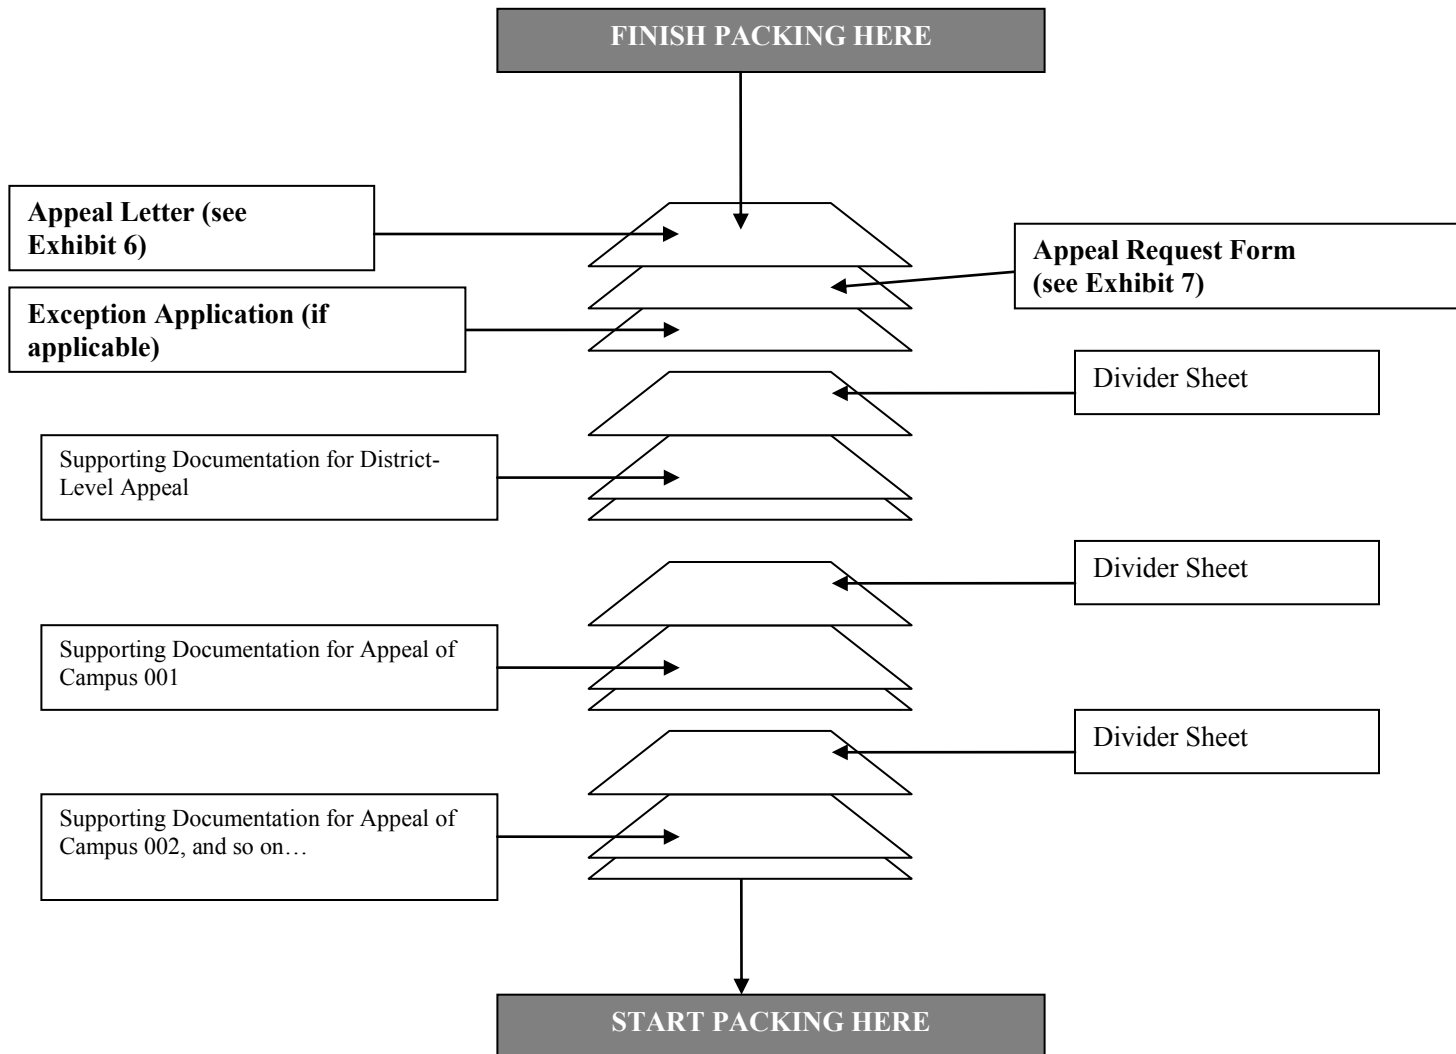 FINISH PACKING HERE
Appeal Letter (see
Exhibit 6)
Appeal Request Form
(see Exhibit 7)
Exception Application (if
applicable)
Divider Sheet
Supporting Documentation for District-
Level Appeal
Divider Sheet
Supporting Documentation for Appeal of
Campus 001
Divider Sheet
Supporting Documentation for Appeal of
Campus 002, and so on…
START PACKING HERE